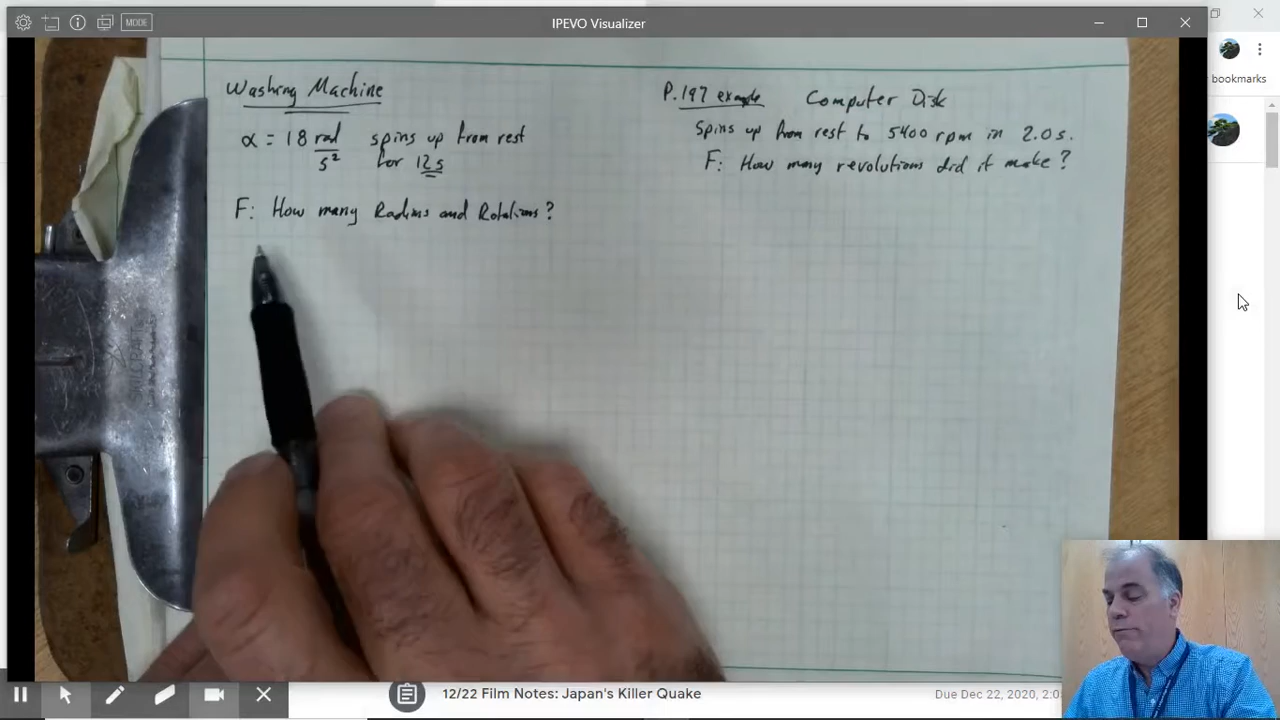 MODE
IPEVO Visualizer
bookmarks
Washing Machine
α = 18 rad/s² spins up from rest
for 12 s
F: How many Radians and Rotations?
P. 197 example Computer Disk
Spins up from rest to 5400 rpm in 2.0 s.
F: How many revolutions did it make?
12/22 Film Notes: Japan's Killer Quake
Due Dec 22, 2020, 2:0